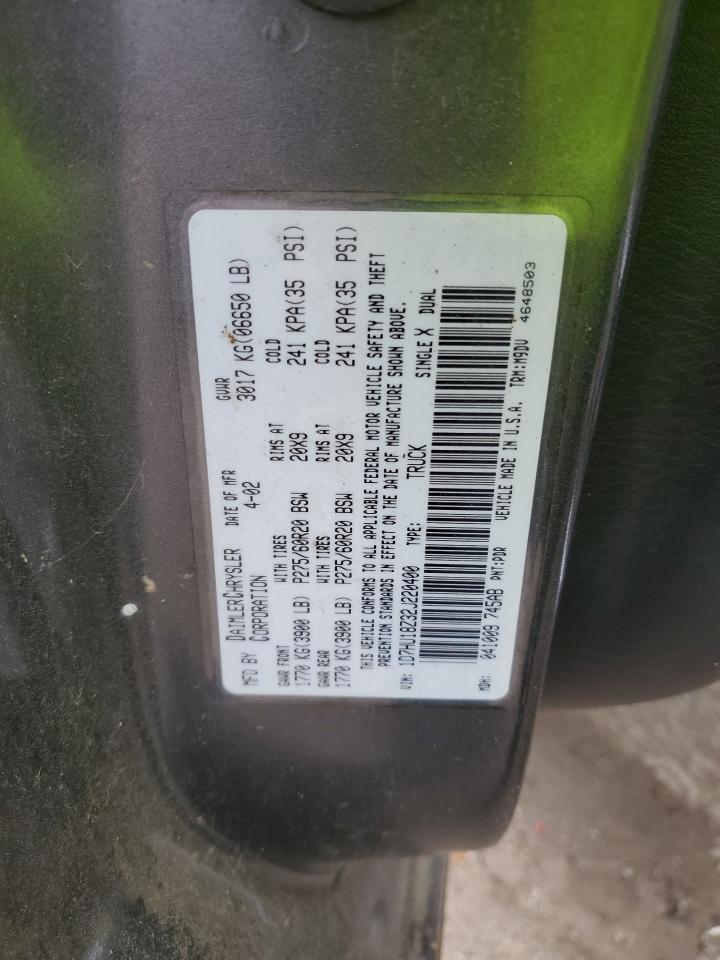 MFD BY DAIMLERCHRYSLER CORPORATION DATE OF MFR 4-02 GVWR 3017 KG(06650 LB)
GAWR FRONT WITH TIRES RIMS AT COLD
1770 KG(3900 LB) P275/60R20 BSW 20X9 241 KPA(35 PSI)
GAWR REAR WITH TIRES RIMS AT COLD
1770 KG(3900 LB) P275/60R20 BSW 20X9 241 KPA(35 PSI)
THIS VEHICLE CONFORMS TO ALL APPLICABLE FEDERAL MOTOR VEHICLE SAFETY AND THEFT
PREVENTION STANDARDS IN EFFECT ON THE DATE OF MANUFACTURE SHOWN ABOVE.
VIN: 1D7HU18Z32J220400 TYPE: TRUCK SINGLE X DUAL
MDH: 041009 745AB PNT:PDR VEHICLE MADE IN U.S.A. TRM:M9DV
4648503